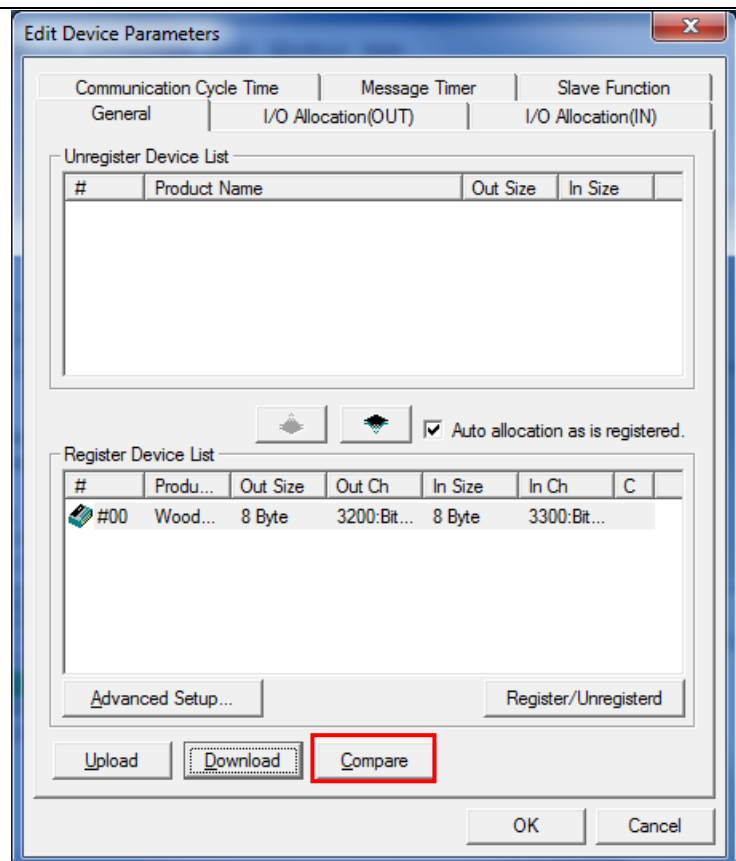 Edit Device Parameters
Communication Cycle Time Message Timer Slave Function
General I/O Allocation(OUT) I/O Allocation(IN)
Unregister Device List
# Product Name Out Size In Size
Auto allocation as is registered.
Register Device List
# Produ... Out Size Out Ch In Size In Ch C
#00 Wood... 8 Byte 3200:Bit... 8 Byte 3300:Bit...
Advanced Setup... Register/Unregisterd
Upload Download Compare
OK Cancel